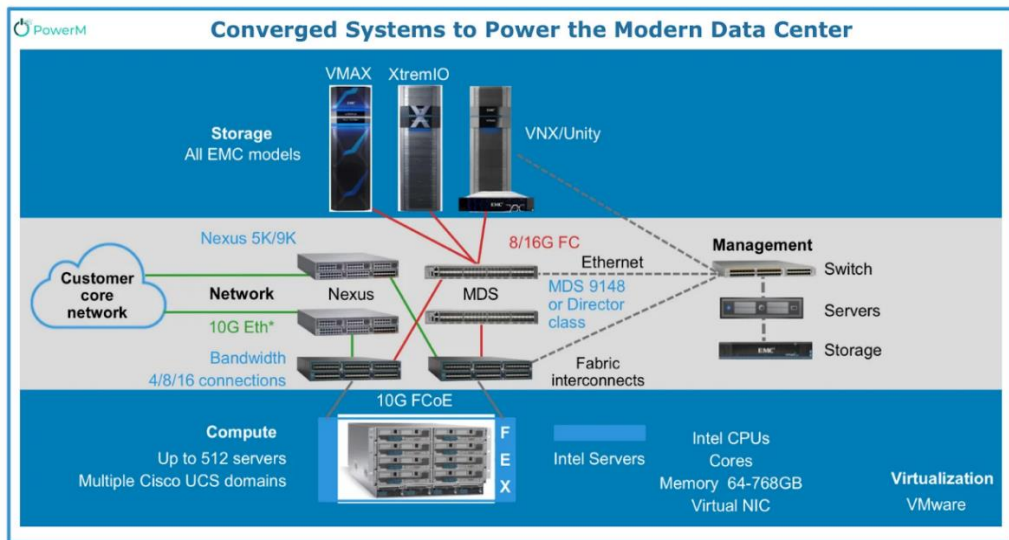 PowerM
Converged Systems to Power the Modern Data Center
VMAX
XtremIO
Storage
All EMC models
VNX/Unity
EMC
Nexus 5K/9K
8/16G FC
Ethernet
Management
Customer
core
network
Network
Nexus
MDS
MDS 9148
or Director
class
Switch
Servers
10G Eth*
Bandwidth
4/8/16 connections
Fabric
interconnects
EMC
Storage
10G FCoE
Compute
Up to 512 servers
Multiple Cisco UCS domains
F
E
X
Intel Servers
Intel CPUs
Cores
Memory 64-768GB
Virtual NIC
Virtualization
VMware